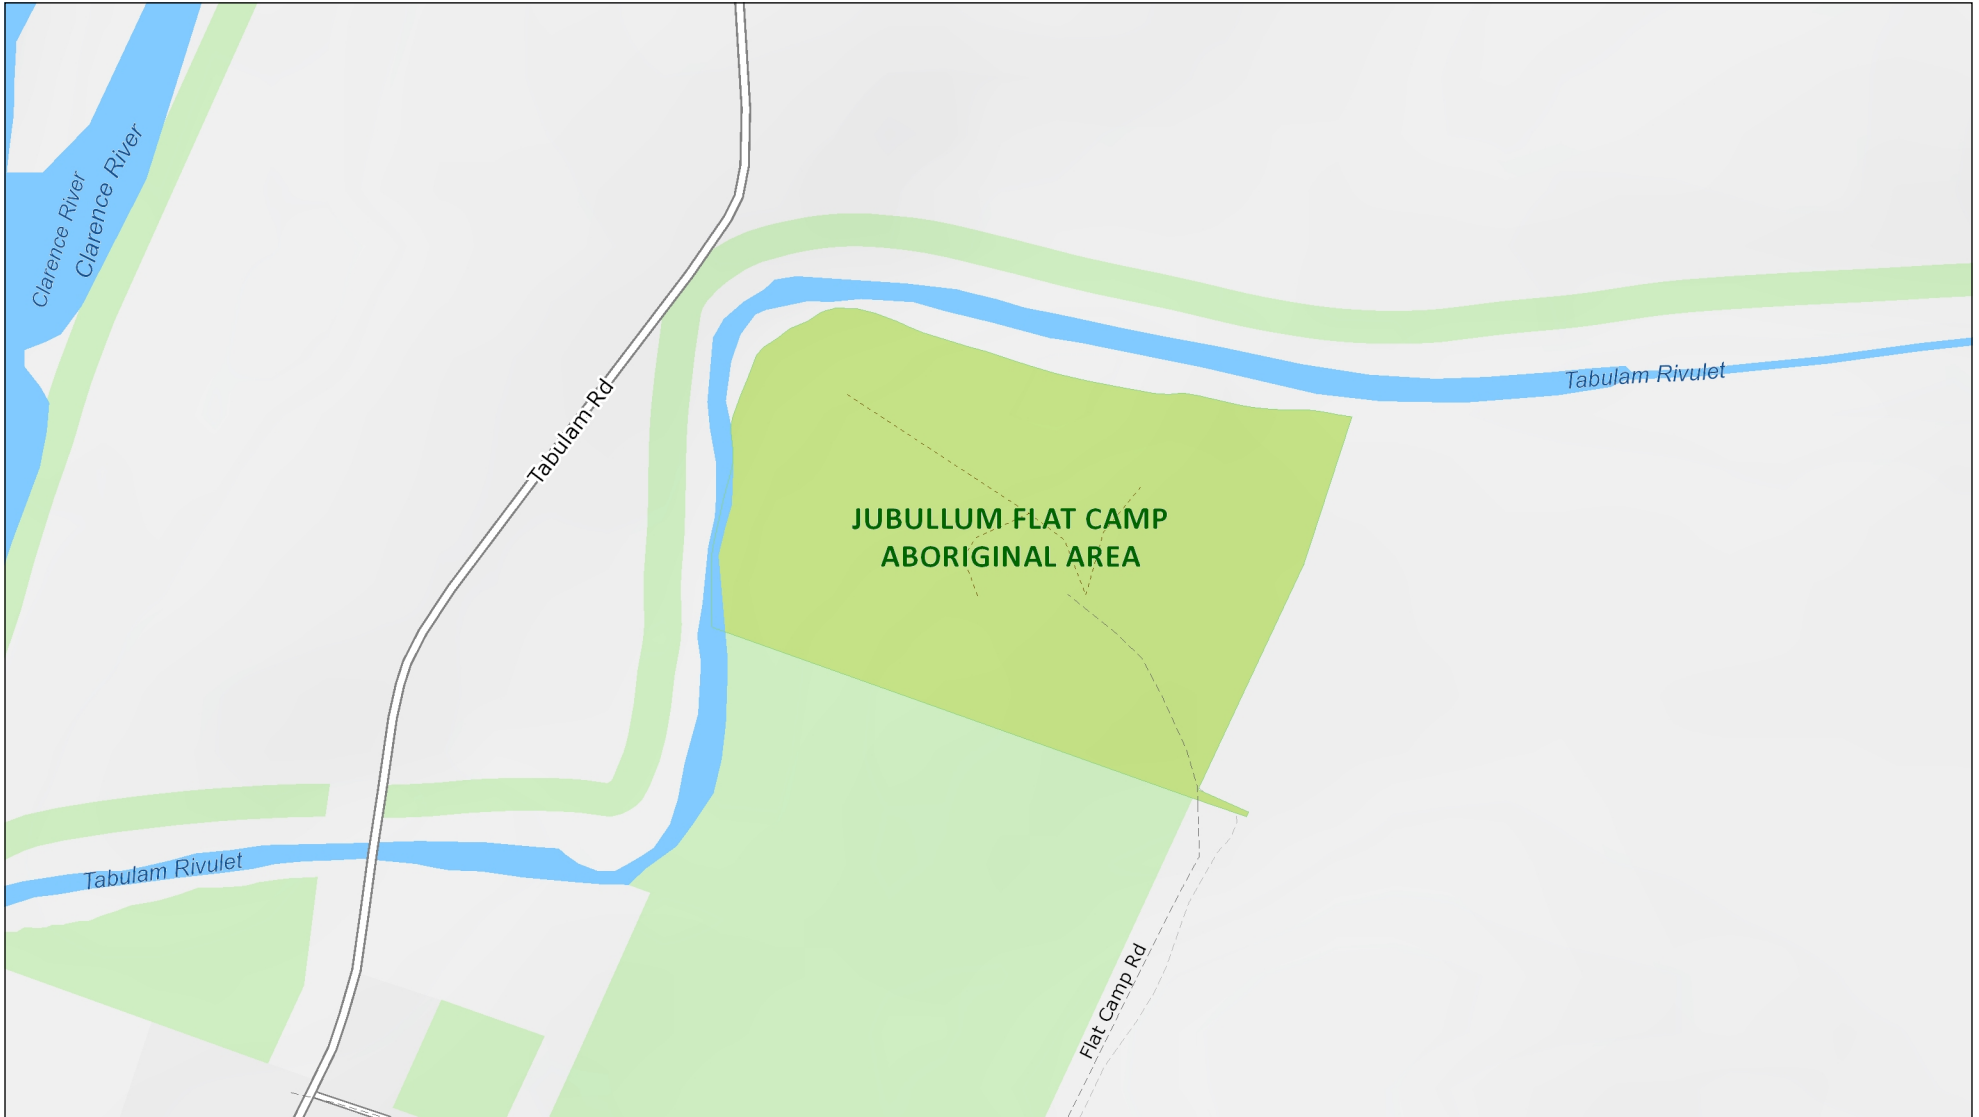 Clarence River
Clarence River
Tabulam Rd
Tabulam Rivulet
JUBULLUM FLAT CAMP
ABORIGINAL AREA
Tabulam Rivulet
Flat Camp Rd